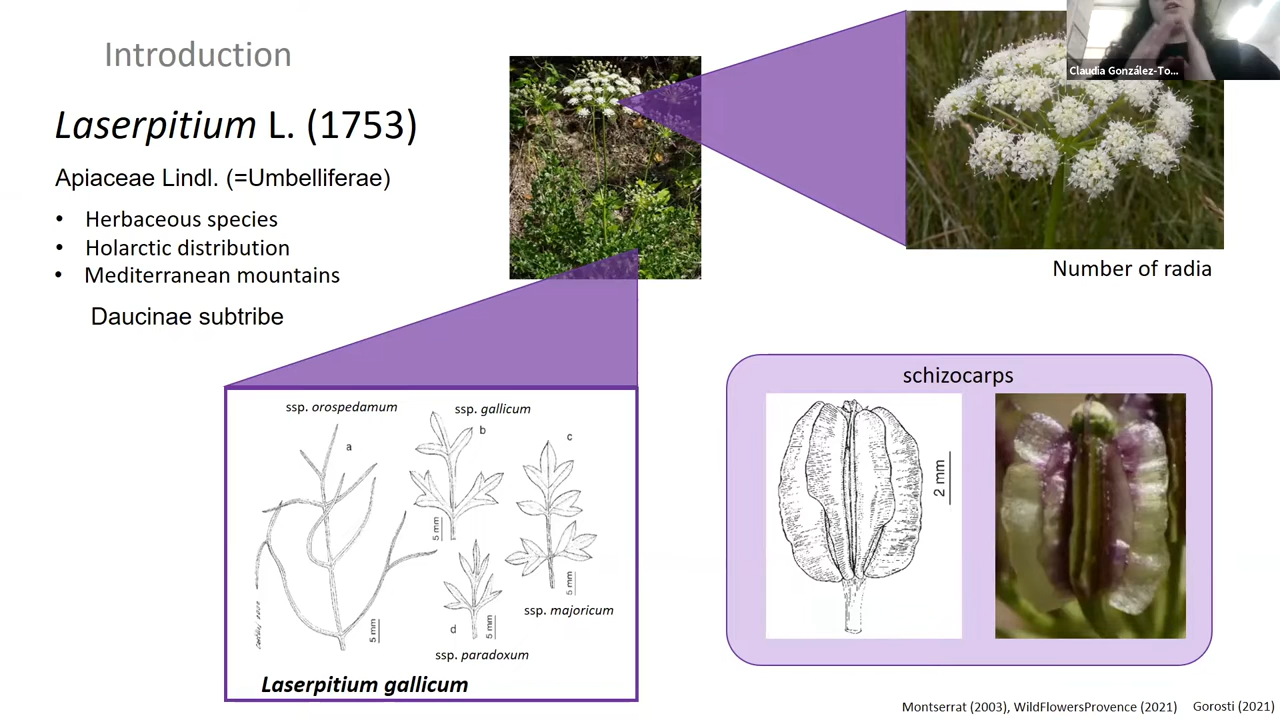 Introduction
Laserpitium L. (1753)
Apiaceae Lindl. (=Umbelliferae)
• Herbaceous species
• Holarctic distribution
• Mediterranean mountains
Daucinae subtribe
Claudia González-To...
Number of radia
ssp. orospedamum
ssp. gallicum
a
b
c
5 mm
5 mm
ssp. majoricum
d
5 mm
5 mm
ssp. paradoxum
Laserpitium gallicum
schizocarps
2 mm
Montserrat (2003), WildFlowersProvence (2021) Gorosti (2021)